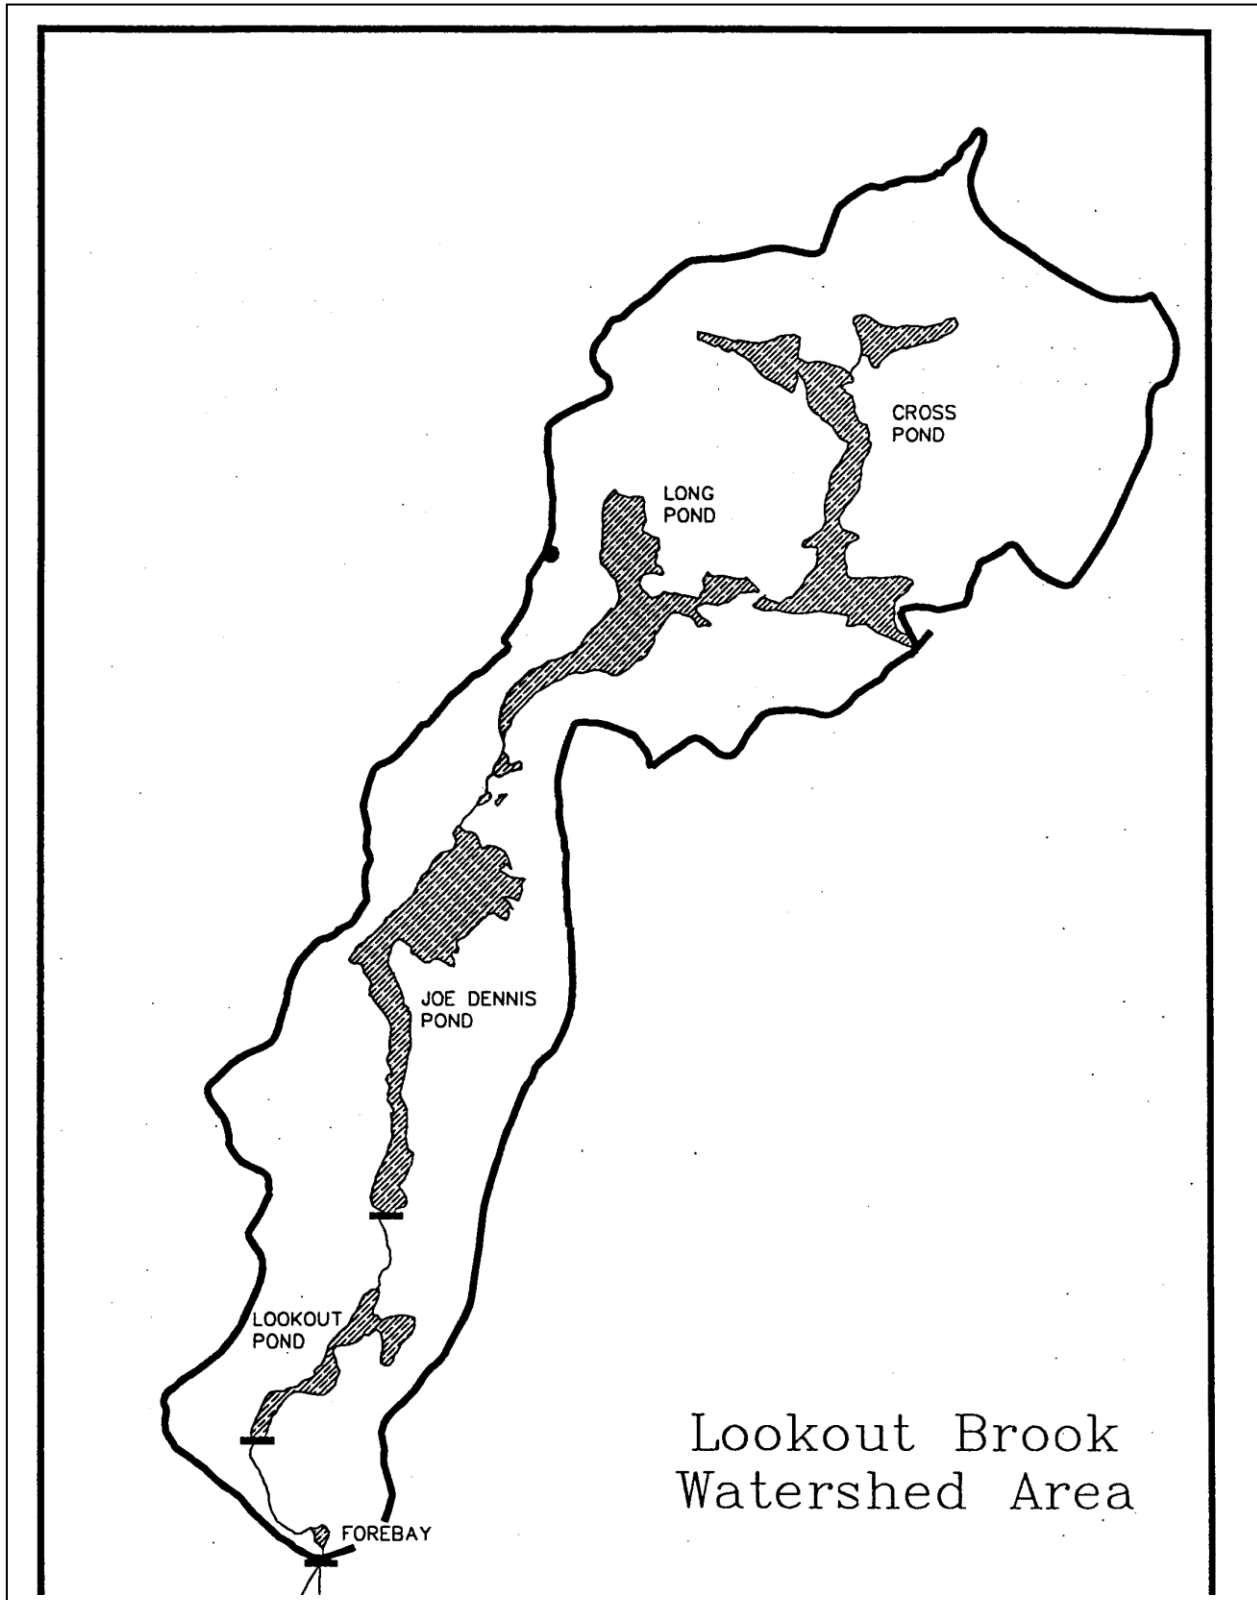 CROSS
POND
LONG
POND
JOE DENNIS
POND
LOOKOUT
POND
Lookout Brook
Watershed Area
FOREBAY